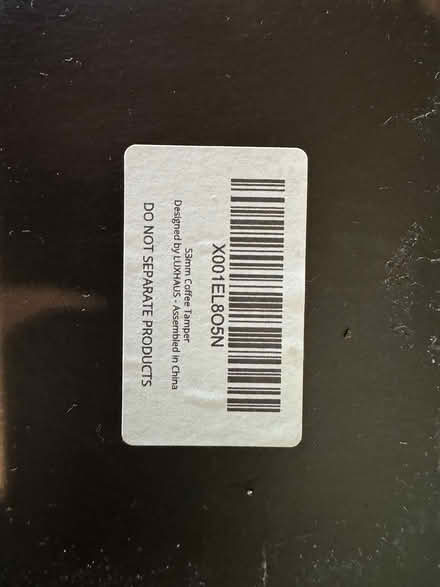 X001EL8O5N
53mm Coffee Tamper
Designed by LUXHAUS - Assembled in China
DO NOT SEPARATE PRODUCTS